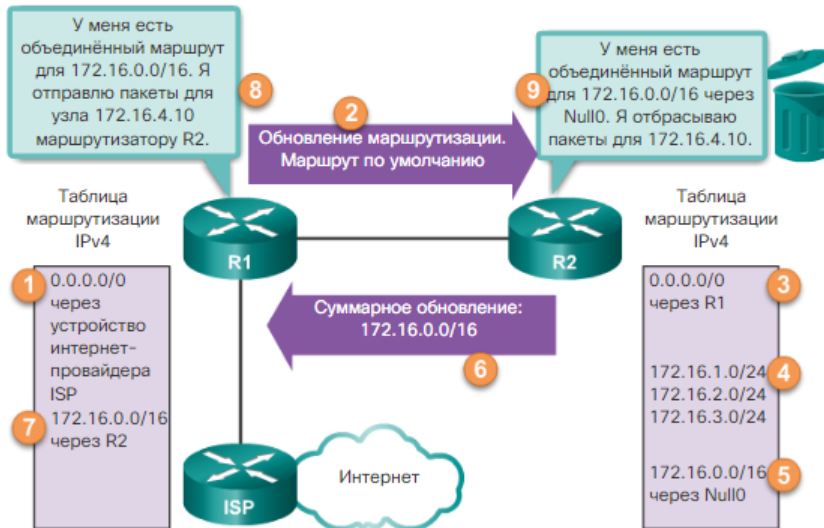 У меня есть
объединённый маршрут
для 172.16.0.0/16. Я
отправлю пакеты для
узла 172.16.4.10
маршрутизатору R2.
8
2
Обновление маршрутизации.
Маршрут по умолчанию
9
У меня есть
объединённый маршрут
для 172.16.0.0/16 через
Null0. Я отбрасываю
пакеты для 172.16.4.10.
Таблица
маршрутизации
IPv4
1
0.0.0.0/0
через
устройство
интернет-
провайдера
ISP
7
172.16.0.0/16
через R2
R1
R2
Суммарное обновление:
172.16.0.0/16
6
ISP
Интернет
Таблица
маршрутизации
IPv4
0.0.0.0/0
через R1
3
172.16.1.0/24
172.16.2.0/24
172.16.3.0/24
4
172.16.0.0/16
через Null0
5